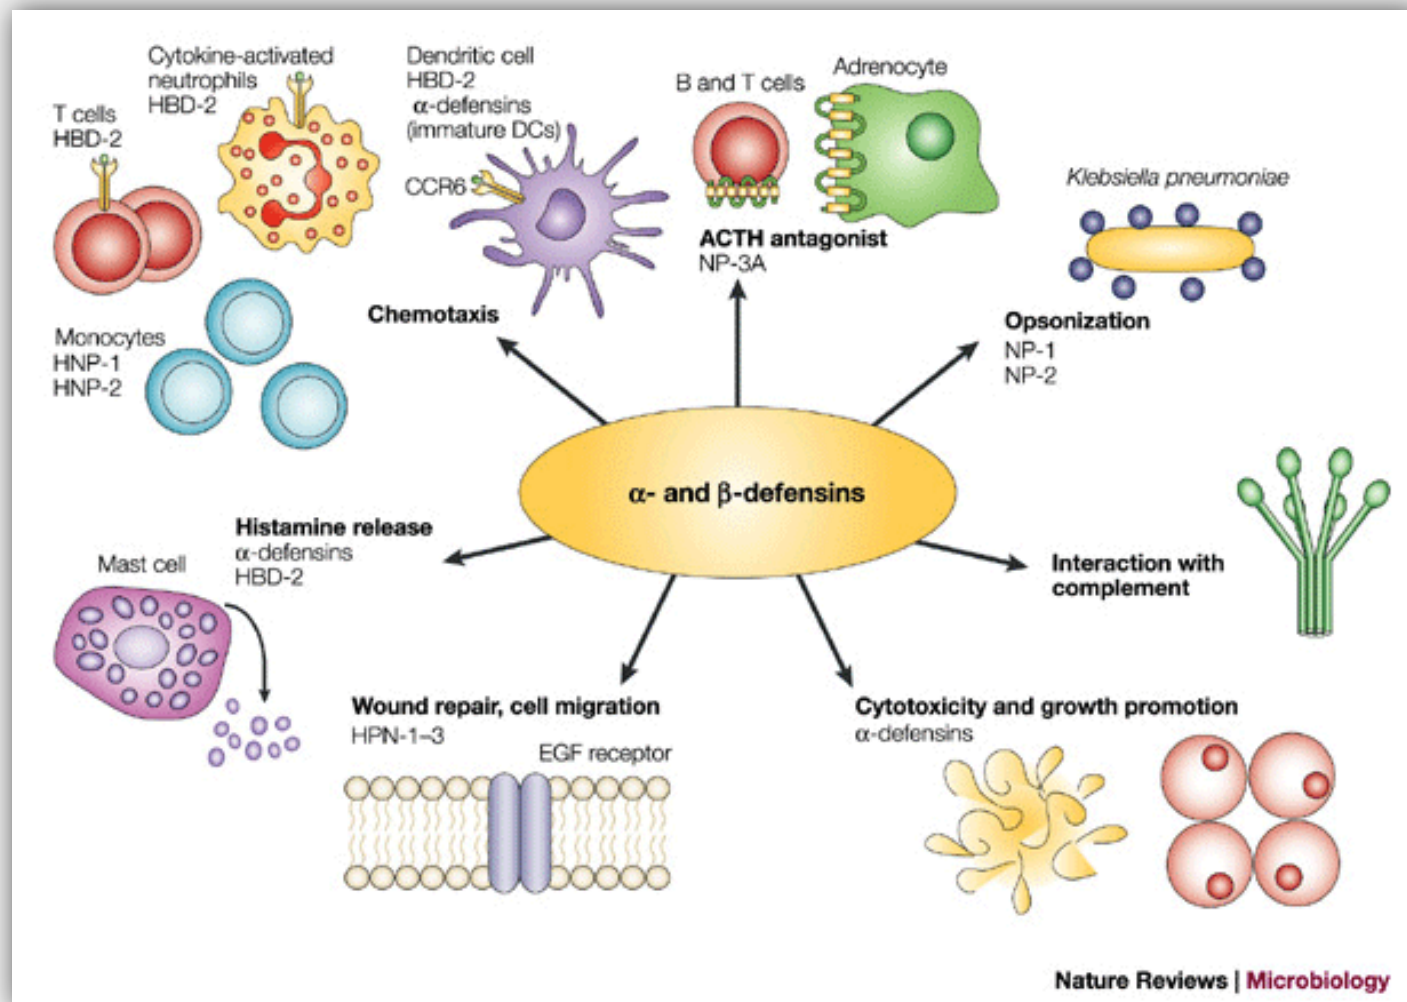 Cytokine-activated
neutrophils
HBD-2
T cells
HBD-2
Dendritic cell
HBD-2
α-defensins
(immature DCs)
CCR6
B and T cells
Adrenocyte
Klebsiella pneumoniae
ACTH antagonist
NP-3A
Chemotaxis
Opsonization
NP-1
NP-2
Monocytes
HNP-1
HNP-2
α- and β-defensins
Histamine release
α-defensins
HBD-2
Mast cell
Interaction with
complement
Wound repair, cell migration
HPN-1–3
EGF receptor
Cytotoxicity and growth promotion
α-defensins
Nature Reviews | Microbiology